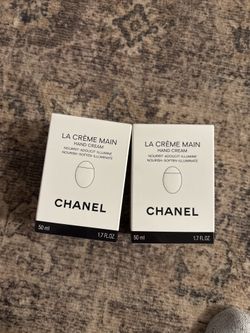 LA CRÈME MAIN
HAND CREAM
NOURRIT·ADOUCIT·ILLUMINE
NOURISH·SOFTEN·ILLUMINATE
CHANEL
50 ml
1.7 FL.OZ.
LA CRÈME MAIN
HAND CREAM
NOURRIT·ADOUCIT·ILLUMINE
NOURISH·SOFTEN·ILLUMINATE
CHANEL
50 ml
1.7 FL.OZ.